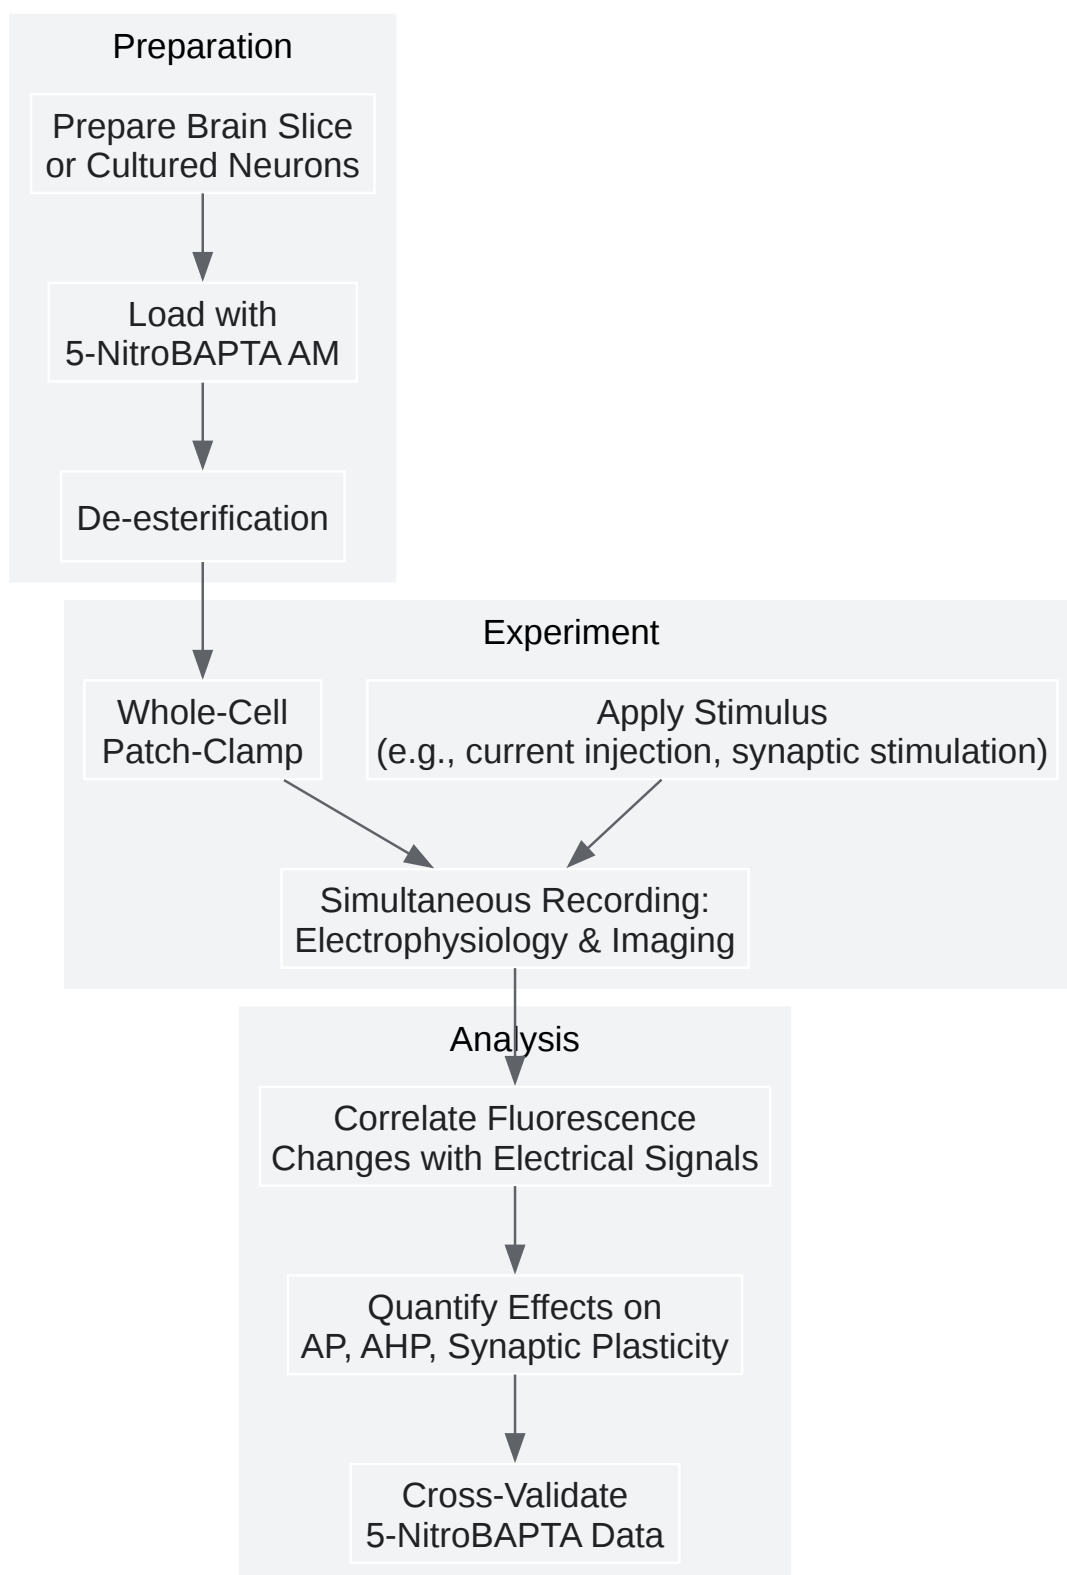 Preparation
Prepare Brain Slice
or Cultured Neurons
Load with
5-NitroBAPTA AM
De-esterification
Experiment
Whole-Cell
Patch-Clamp
Apply Stimulus
(e.g., current injection, synaptic stimulation)
Simultaneous Recording:
Electrophysiology & Imaging
Analysis
Correlate Fluorescence
Changes with Electrical Signals
Quantify Effects on
AP, AHP, Synaptic Plasticity
Cross-Validate
5-NitroBAPTA Data